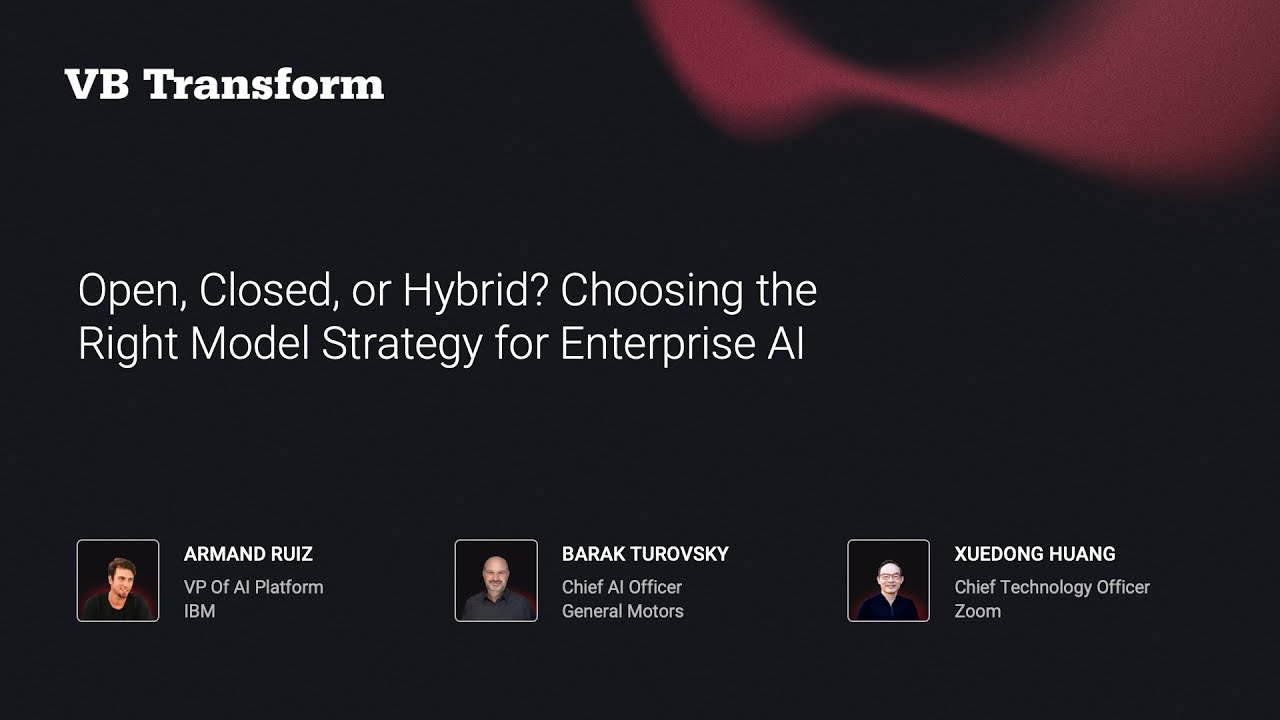 VB Transform
Open, Closed, or Hybrid? Choosing the
Right Model Strategy for Enterprise AI
ARMAND RUIZ
VP Of AI Platform
IBM
BARAK TUROVSKY
Chief AI Officer
General Motors
XUEDONG HUANG
Chief Technology Officer
Zoom